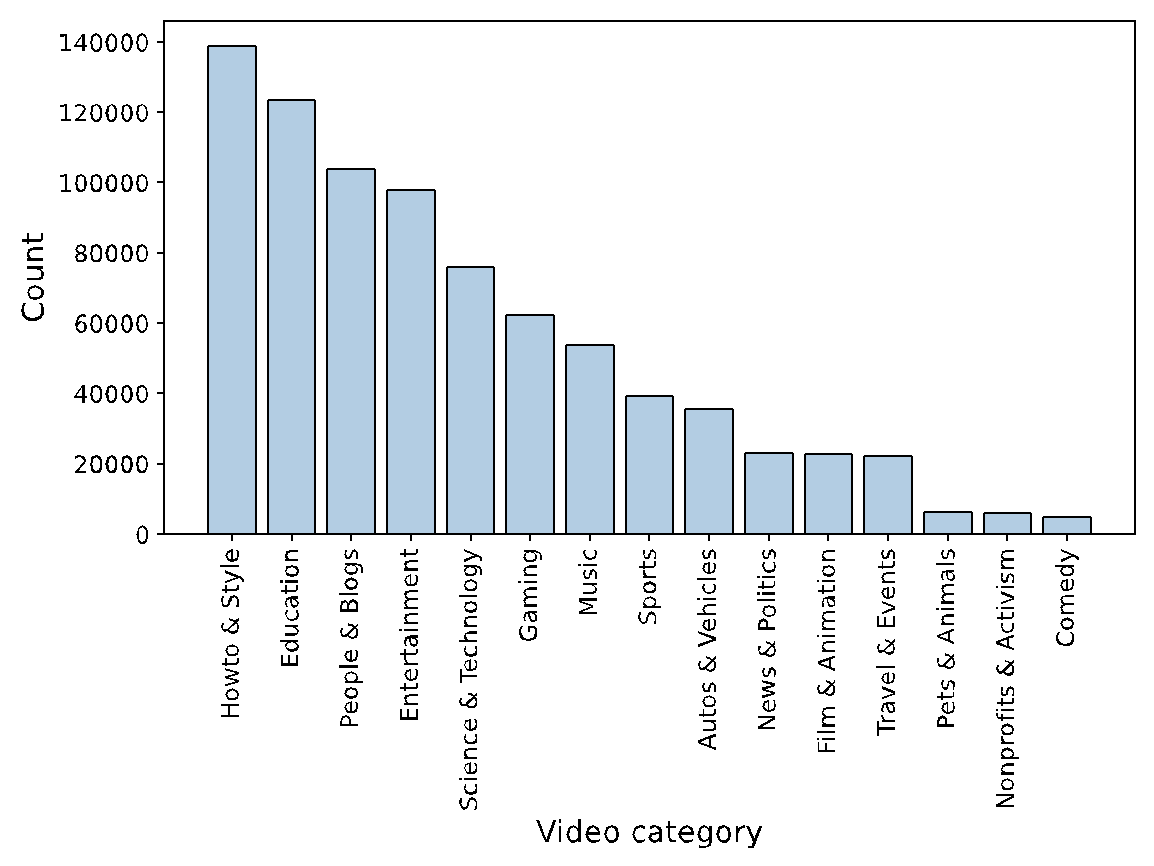 140000
120000
100000
80000
60000
40000
20000
0
Count
Howto & Style
Education
People & Blogs
Entertainment
Science & Technology
Gaming
Music
Sports
Autos & Vehicles
News & Politics
Film & Animation
Travel & Events
Pets & Animals
Nonprofits & Activism
Comedy
Video category